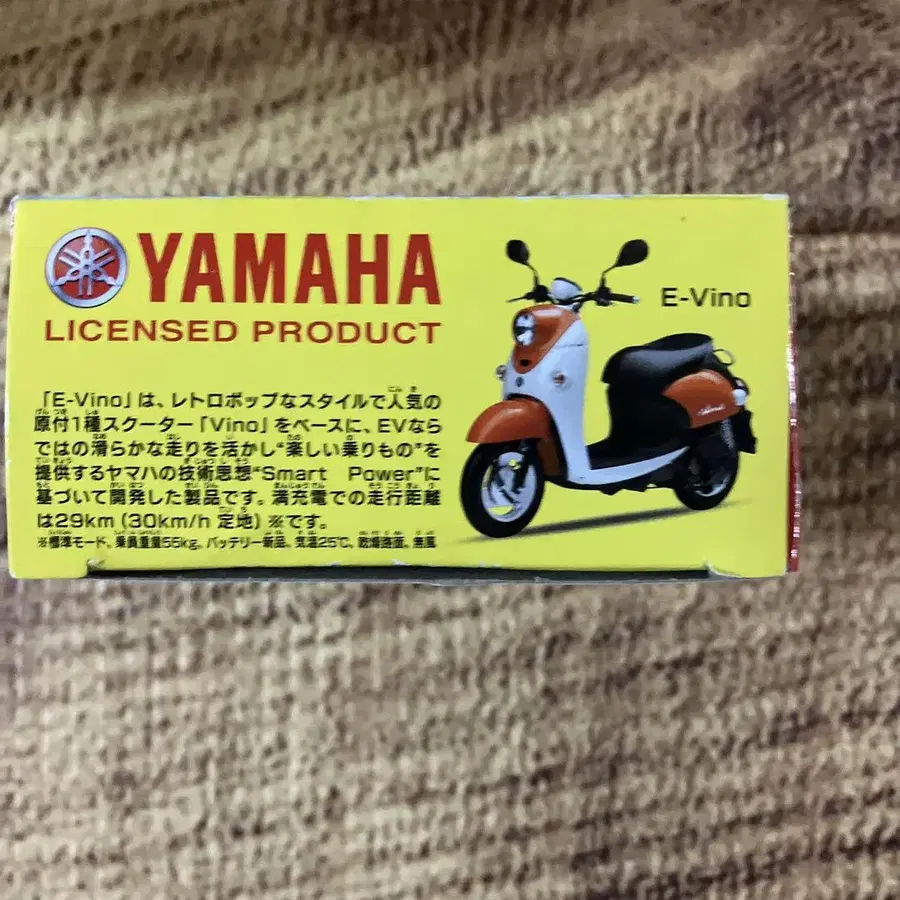 YAMAHA
LICENSED PRODUCT
E-Vino
「E-Vino」は、レトロポップなスタイルで人気の
原付1種スクーター「Vino」をベースに、EVなら
ではの滑らかな走りを活かし“楽しい乗りもの”を
提供するヤマハの技術思想“Smart Power”に
基づいて開発した製品です。満充電での走行距離
は29km (30km/h 定地) ※です。
※標準モード、乗員重量55kg、バッテリー新品、気温25℃、乾燥路面、無風